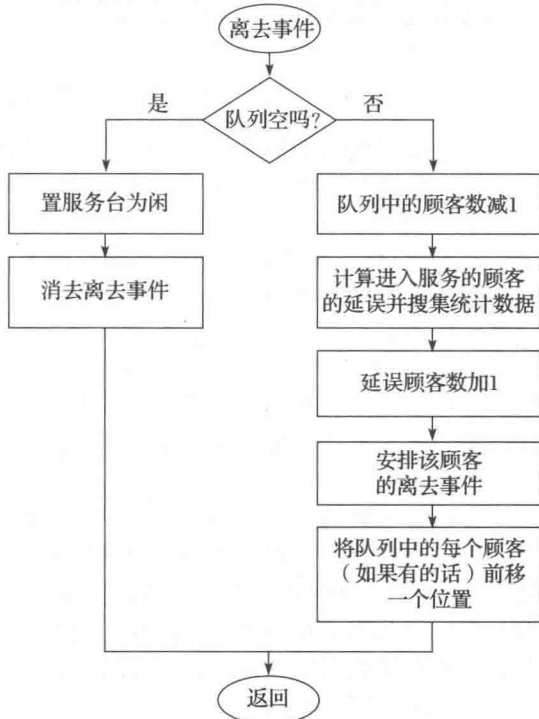 离去事件
是
队列空吗?
否
置服务台为闲
消去离去事件
队列中的顾客数减1
计算进入服务的顾客
的延误并搜集统计数据
延误顾客数加1
安排该顾客
的离去事件
将队列中的每个顾客
(如果有的话)前移
一个位置
返回